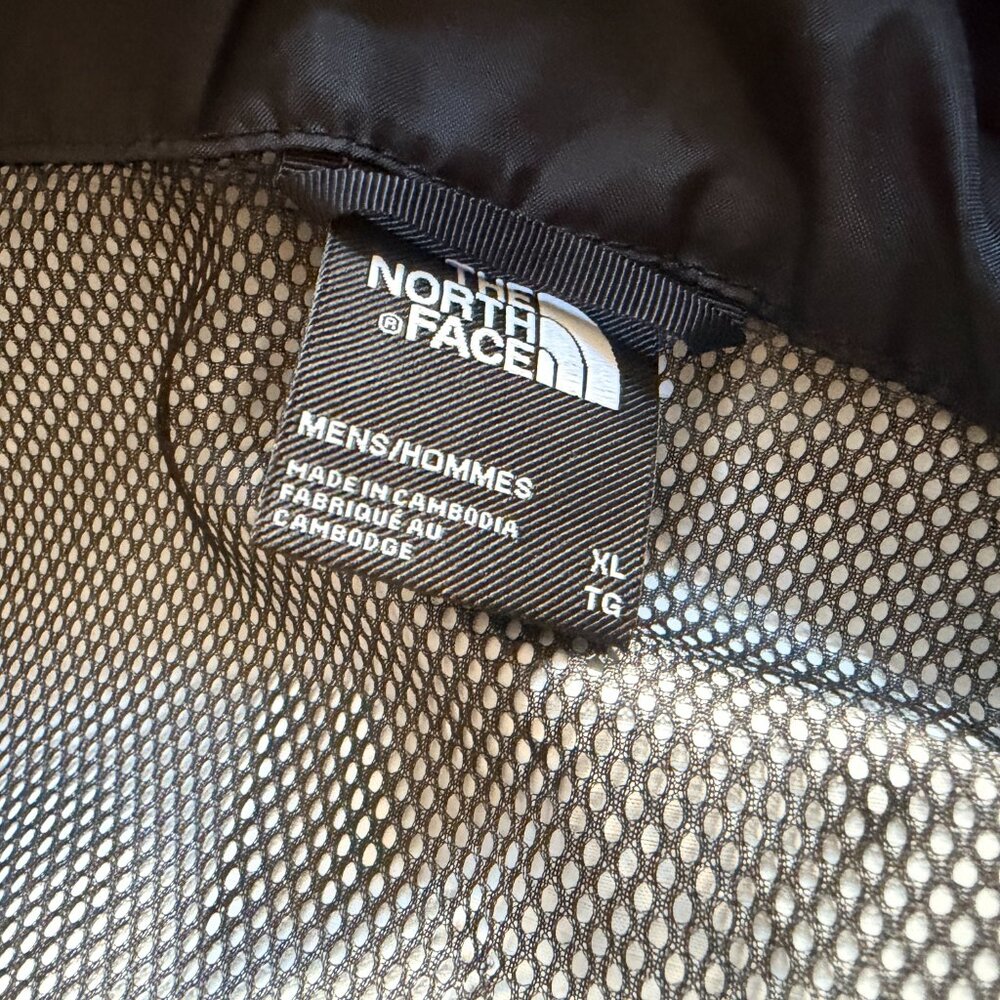 THE
NORTH
®FACE
MENS/HOMMES
MADE IN CAMBODIA
FABRIQUÉ AU
CAMBODGE
XL
TG